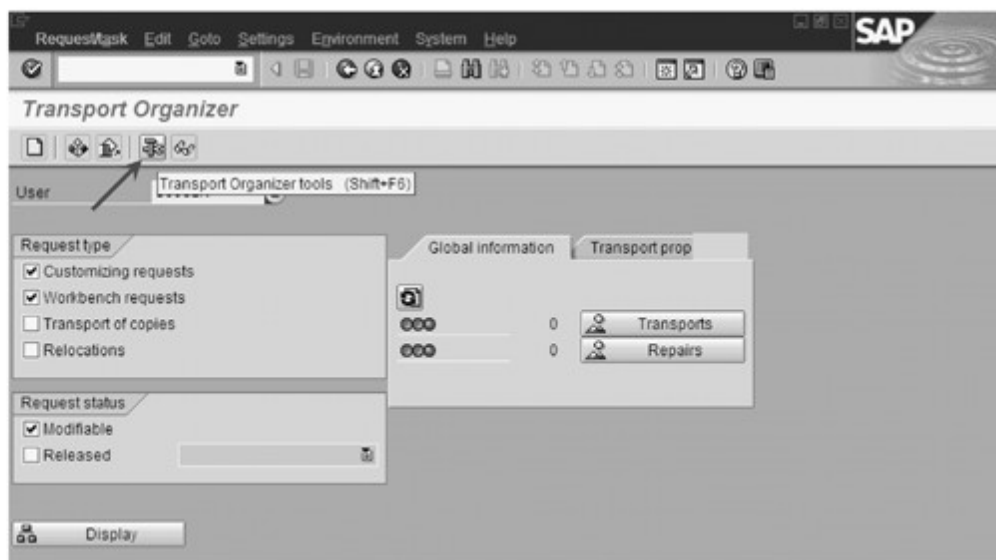 Request/task Edit Goto Settings Environment System Help
SAP
Transport Organizer
Transport Organizer tools (Shift+F6)
User
Request type
Customizing requests
Workbench requests
Transport of copies
Relocations
Global information Transport prop
0 Transports
0 Repairs
Request status
Modifiable
Released
Display